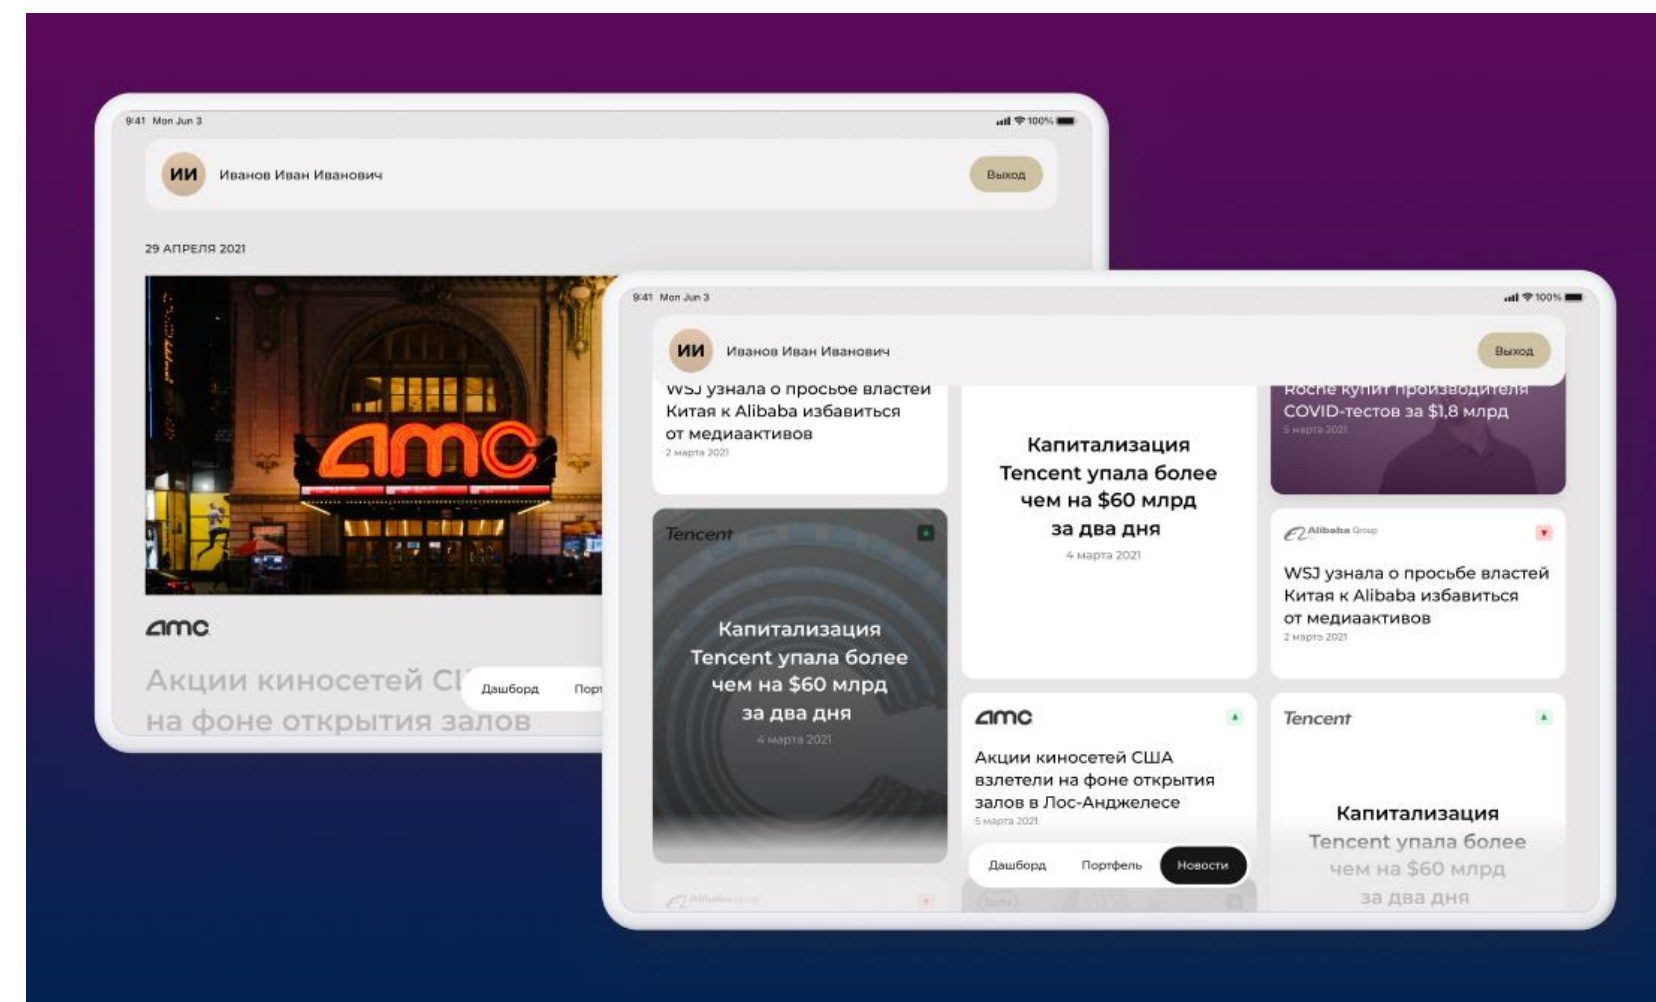 9:41 Mon Jun 3
100%
ИИ
Иванов Иван Иванович
Выход
29 АПРЕЛЯ 2021
amc
amc
Акции киносетей
на фоне открытия залов
Дашборд
9:41 Mon Jun 3
100%
ИИ
Иванов Иван Иванович
Выход
WSJ узнала о просьбе властей
Китая к Alibaba избавиться
от медиаактивов
2 марта 2021
Tencent
Капитализация
Tencent упала более
чем на $60 млрд
за два дня
4 марта 2021
Alibaba Group
Капитализация
Tencent упала более
чем на $60 млрд
за два дня
4 марта 2021
amc
Акции киносетей США
взлетели на фоне открытия
залов в Лос-Анджелесе
5 марта 2021
Roche
Roche купит производителя
COVID-тестов за $1,8 млрд
5 марта 2021
Alibaba Group
WSJ узнала о просьбе властей
Китая к Alibaba избавиться
от медиаактивов
2 марта 2021
Tencent
Капитализация
Tencent упала более
чем на $60 млрд
за два дня
Дашборд
Портфель
Новости